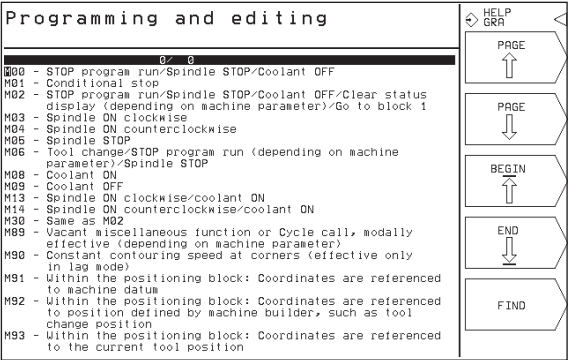 Programming and editing
HELP
GRA
0/ 0
M00 - STOP program run/Spindle STOP/Coolant OFF
M01 - Conditional stop
M02 - STOP program run/Spindle STOP/Coolant OFF/Clear status
display (depending on machine parameter)/Go to block 1
M03 - Spindle ON clockwise
M04 - Spindle ON counterclockwise
M05 - Spindle STOP
M06 - Tool change/STOP program run (depending on machine
parameter)/Spindle STOP
M08 - Coolant ON
M09 - Coolant OFF
M13 - Spindle ON clockwise/coolant ON
M14 - Spindle ON counterclockwise/coolant ON
M30 - Same as M02
M89 - Vacant miscellaneous function or Cycle call, modally
effective (depending on machine parameter)
M90 - Constant contouring speed at corners (effective only
in lag mode)
M91 - Within the positioning block: Coordinates are referenced
to machine datum
M92 - Within the positioning block: Coordinates are referenced
to position defined by machine builder, such as tool
change position
M93 - Within the positioning block: Coordinates are referenced
to the current tool position
PAGE
PAGE
BEGIN
END
FIND